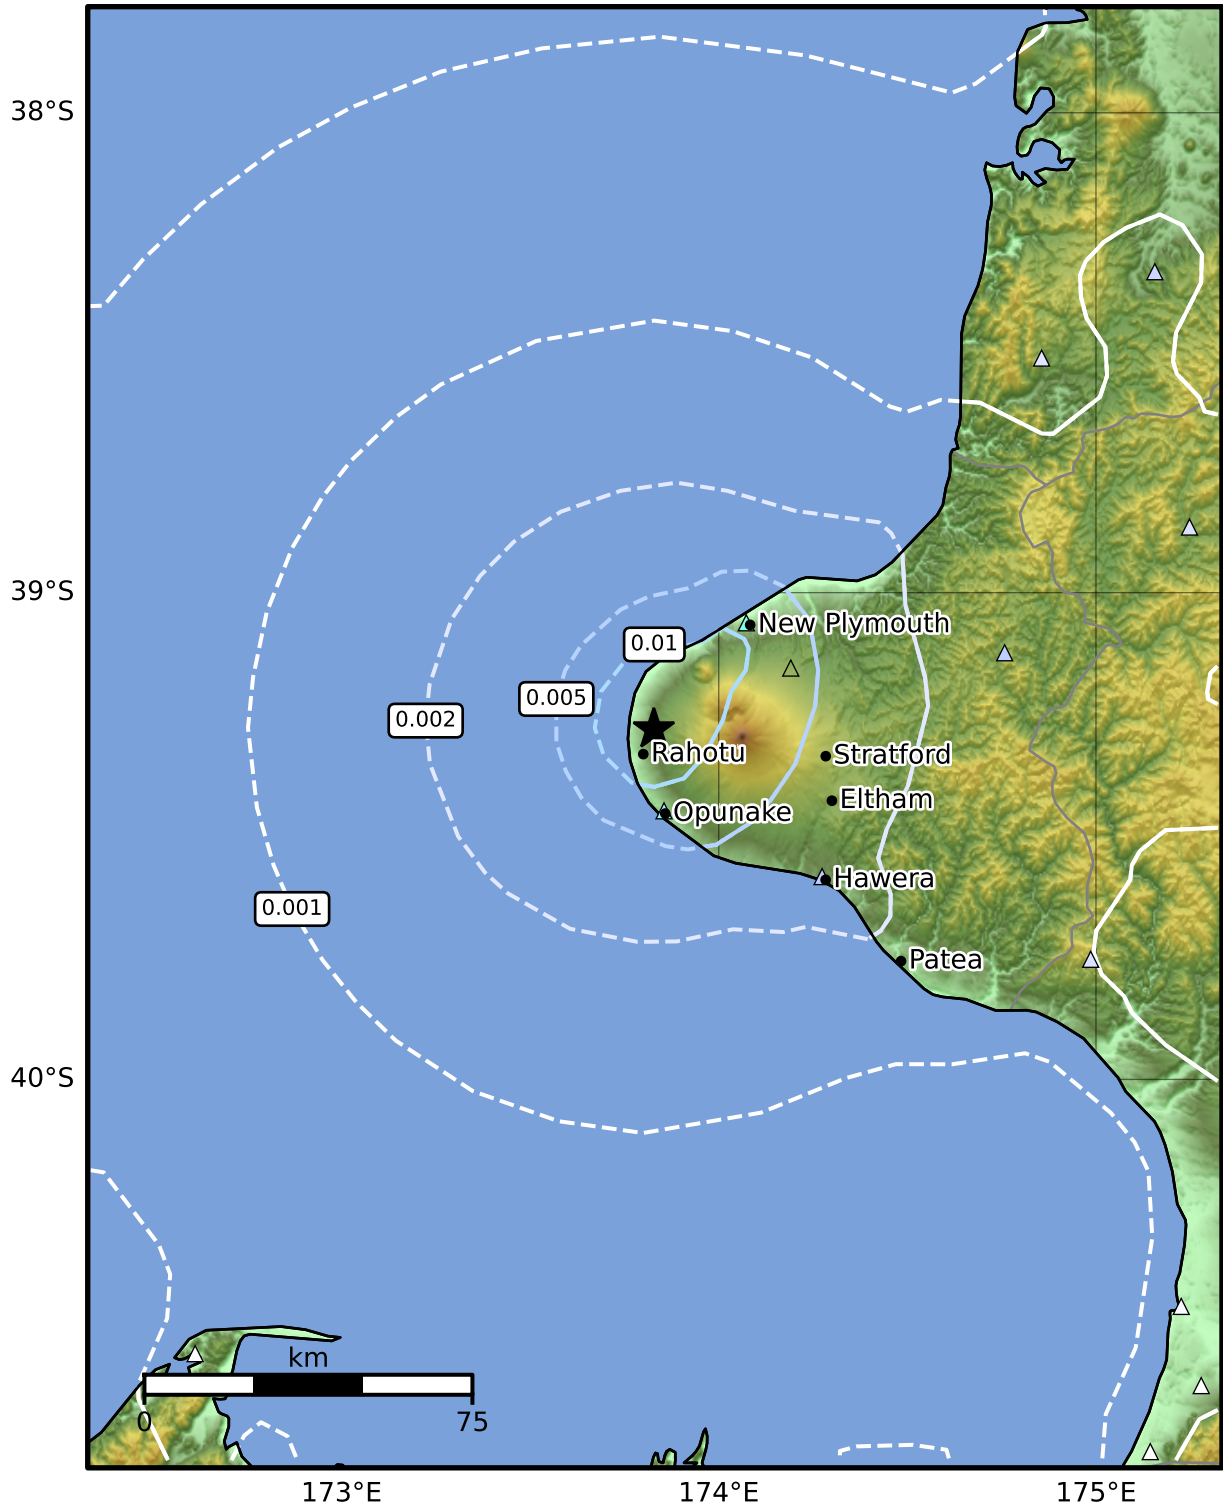 38°S
39°S
New Plymouth
0.01
0.005
0.002
Rahotu
Stratford
Eltham
Opunake
Hawera
0.001
Patea
40°S
km
0
75
173°E
174°E
175°E